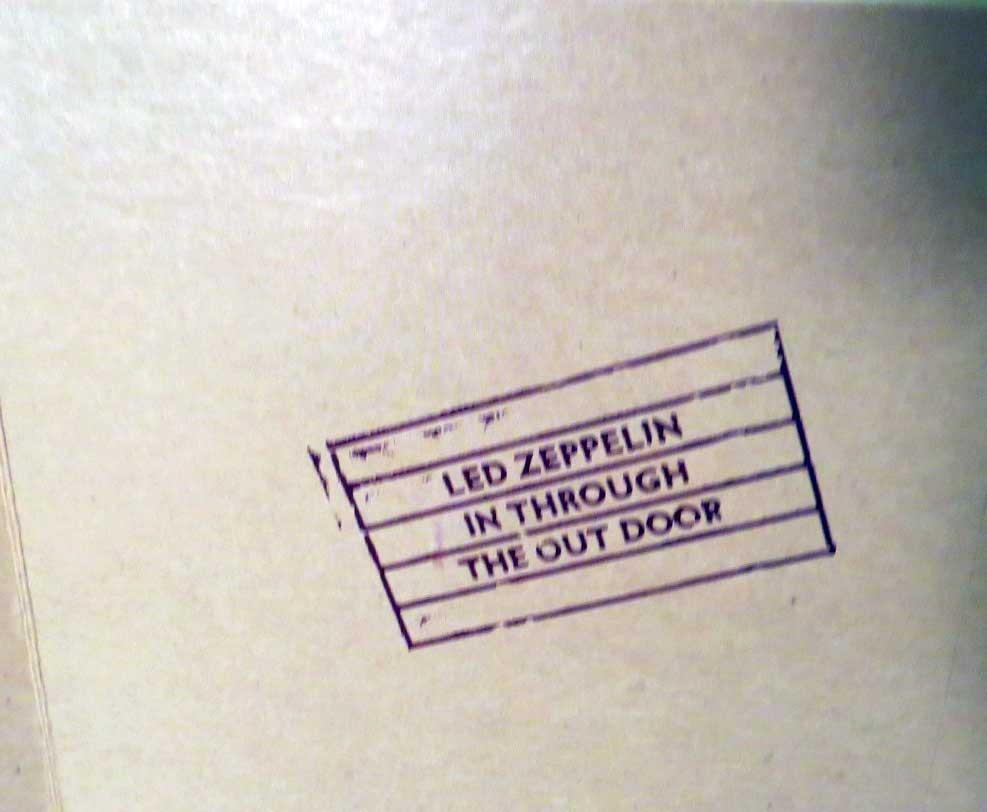 LED ZEPPELIN
IN THROUGH
THE OUT DOOR